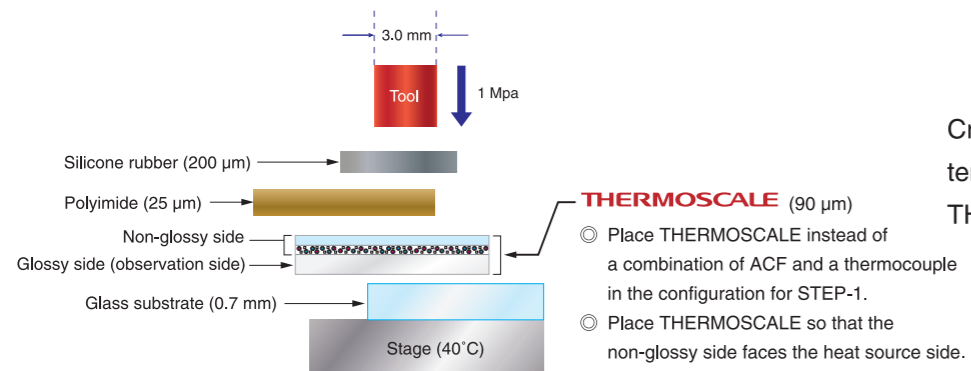 3.0 mm
Tool
1 Mpa
Silicone rubber (200 µm)
Polyimide (25 µm)
Non-glossy side
Glossy side (observation side)
Glass substrate (0.7 mm)
Stage (40˚C)
THERMOSCALE (90 µm)
◎ Place THERMOSCALE instead of
a combination of ACF and a thermocouple
in the configuration for STEP-1.
◎ Place THERMOSCALE so that the
non-glossy side faces the heat source side.